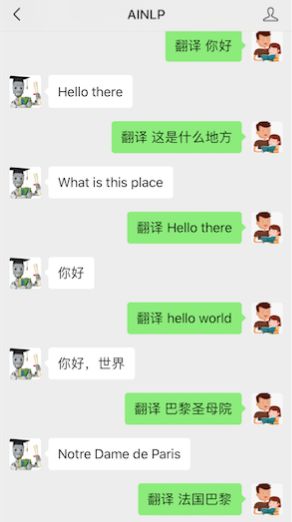 AINLP
翻译 你好
Hello there
翻译 这是什么地方
What is this place
翻译 Hello there
你好
翻译 hello world
你好，世界
翻译 巴黎圣母院
Notre Dame de Paris
翻译 法国巴黎